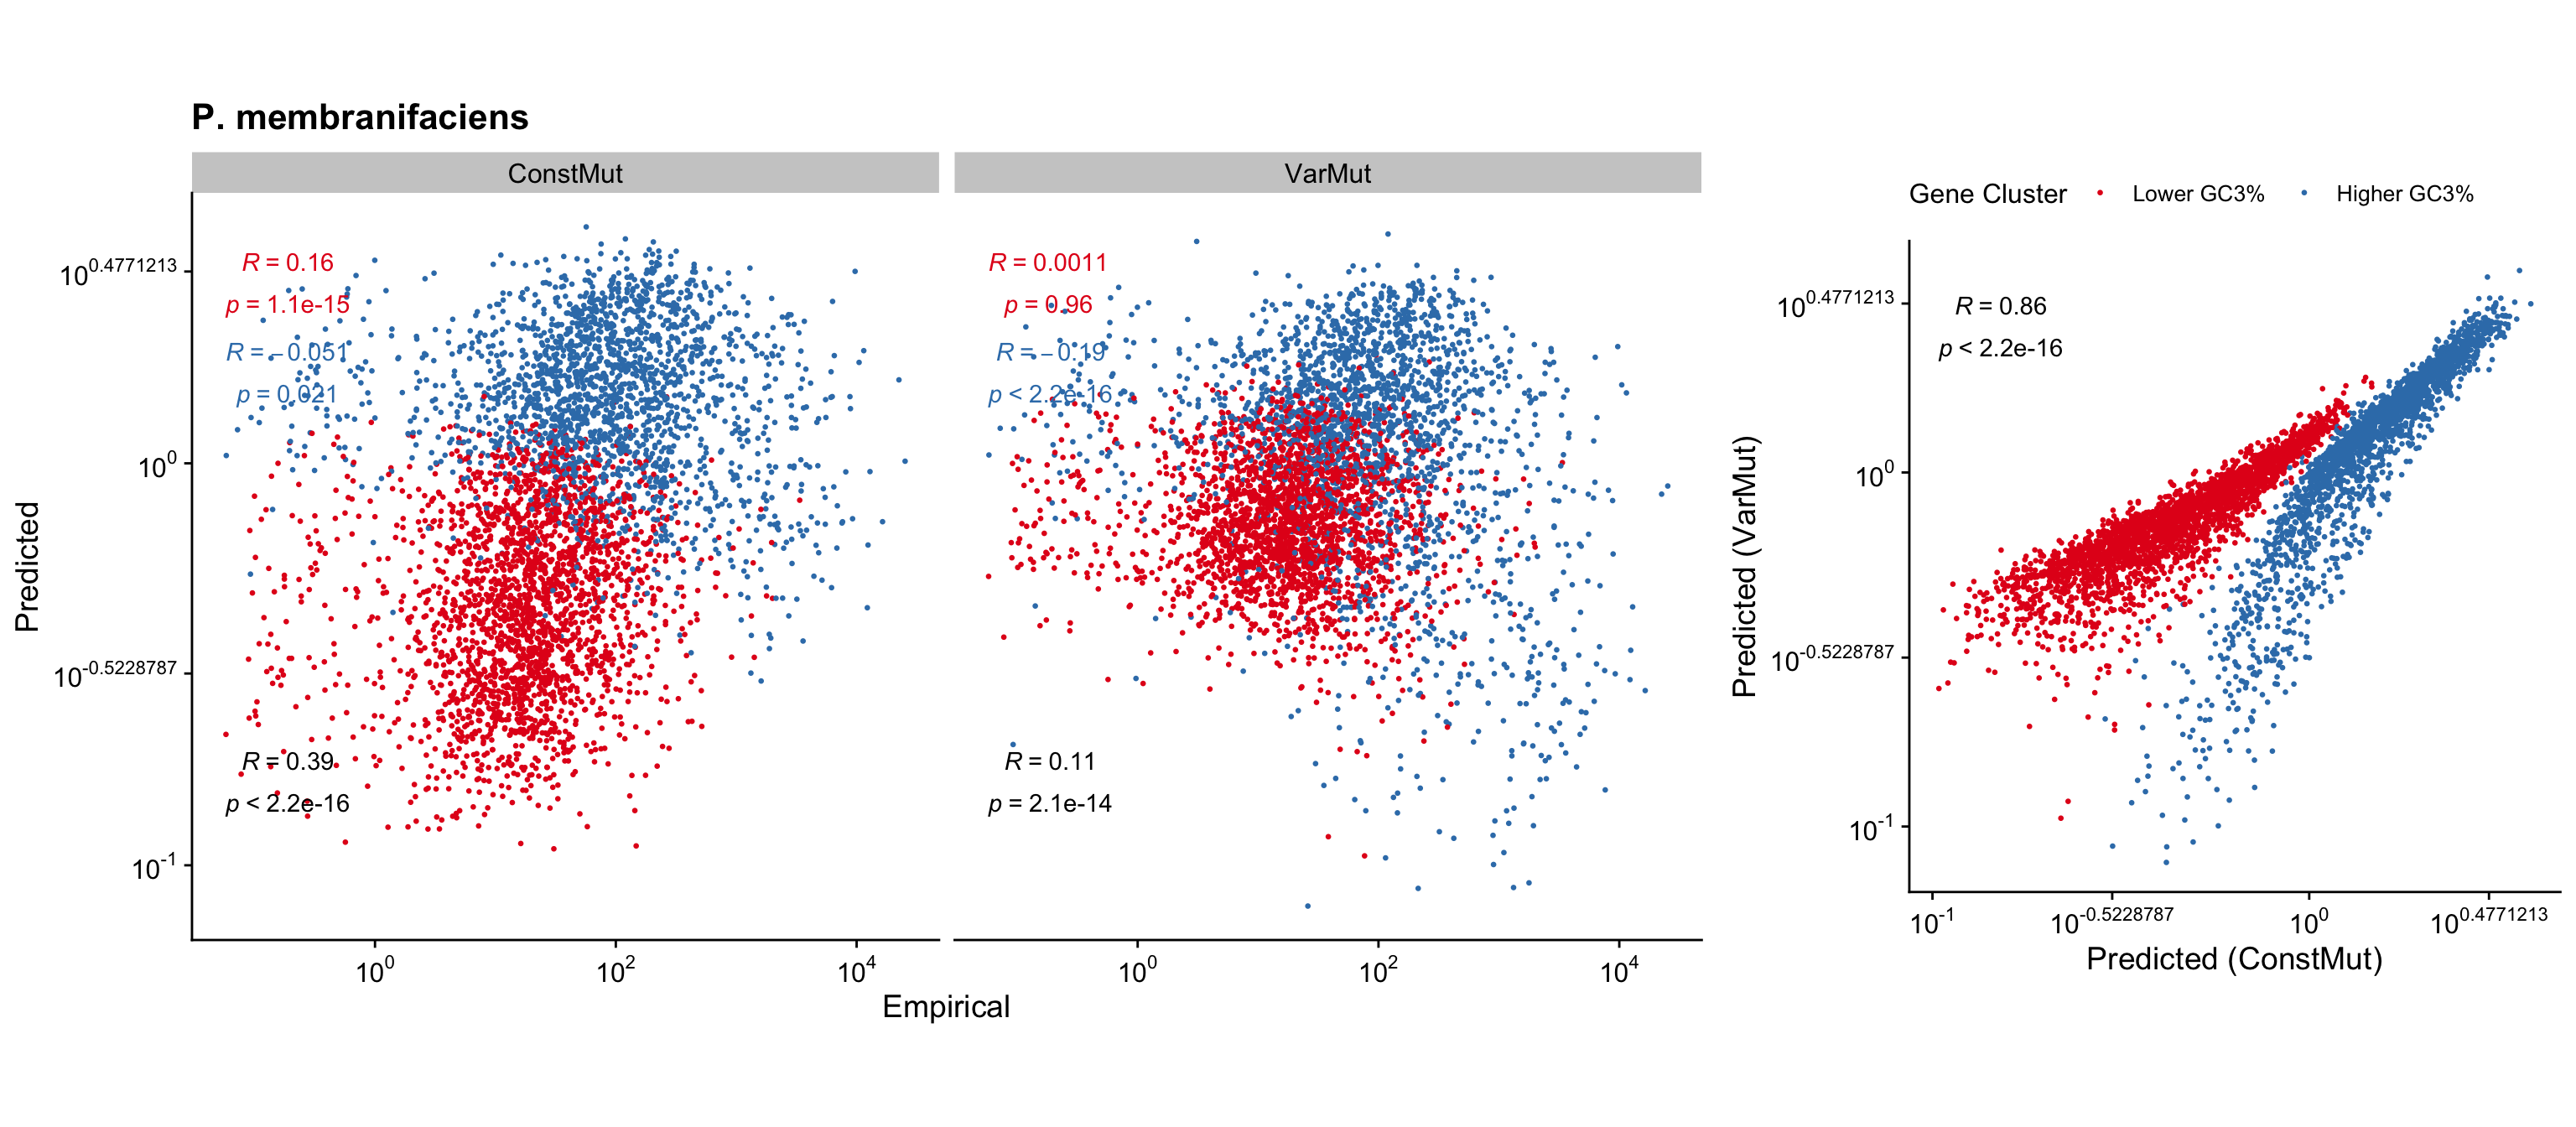 P. membranifaciens
ConstMut
VarMut
Gene Cluster Lower GC3% Higher GC3%
R = 0.16
p = 1.1e-15
R = −0.051
p = 0.021
R = 0.39
p < 2.2e-16
R = 0.0011
p = 0.96
R = −0.19
p < 2.2e-16
R = 0.11
p = 2.1e-14
R = 0.86
p < 2.2e-16
Predicted
10^0.4771213
10^0
10^-0.5228787
10^-1
10^0 10^2 10^4
10^0 10^2 10^4
Empirical
Predicted (VarMut)
10^0.4771213
10^0
10^-0.5228787
10^-1
10^-1 10^-0.5228787 10^0 10^0.4771213
Predicted (ConstMut)